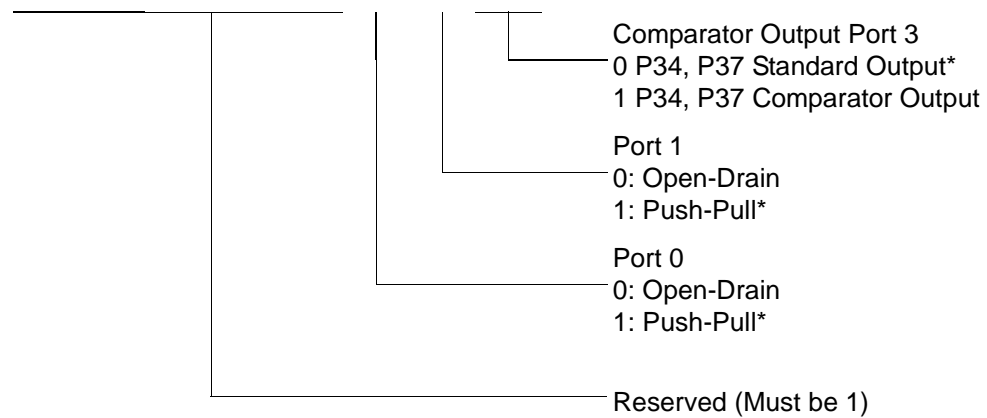 Comparator Output Port 3
0 P34, P37 Standard Output*
1 P34, P37 Comparator Output
Port 1
0: Open-Drain
1: Push-Pull*
Port 0
0: Open-Drain
1: Push-Pull*
Reserved (Must be 1)